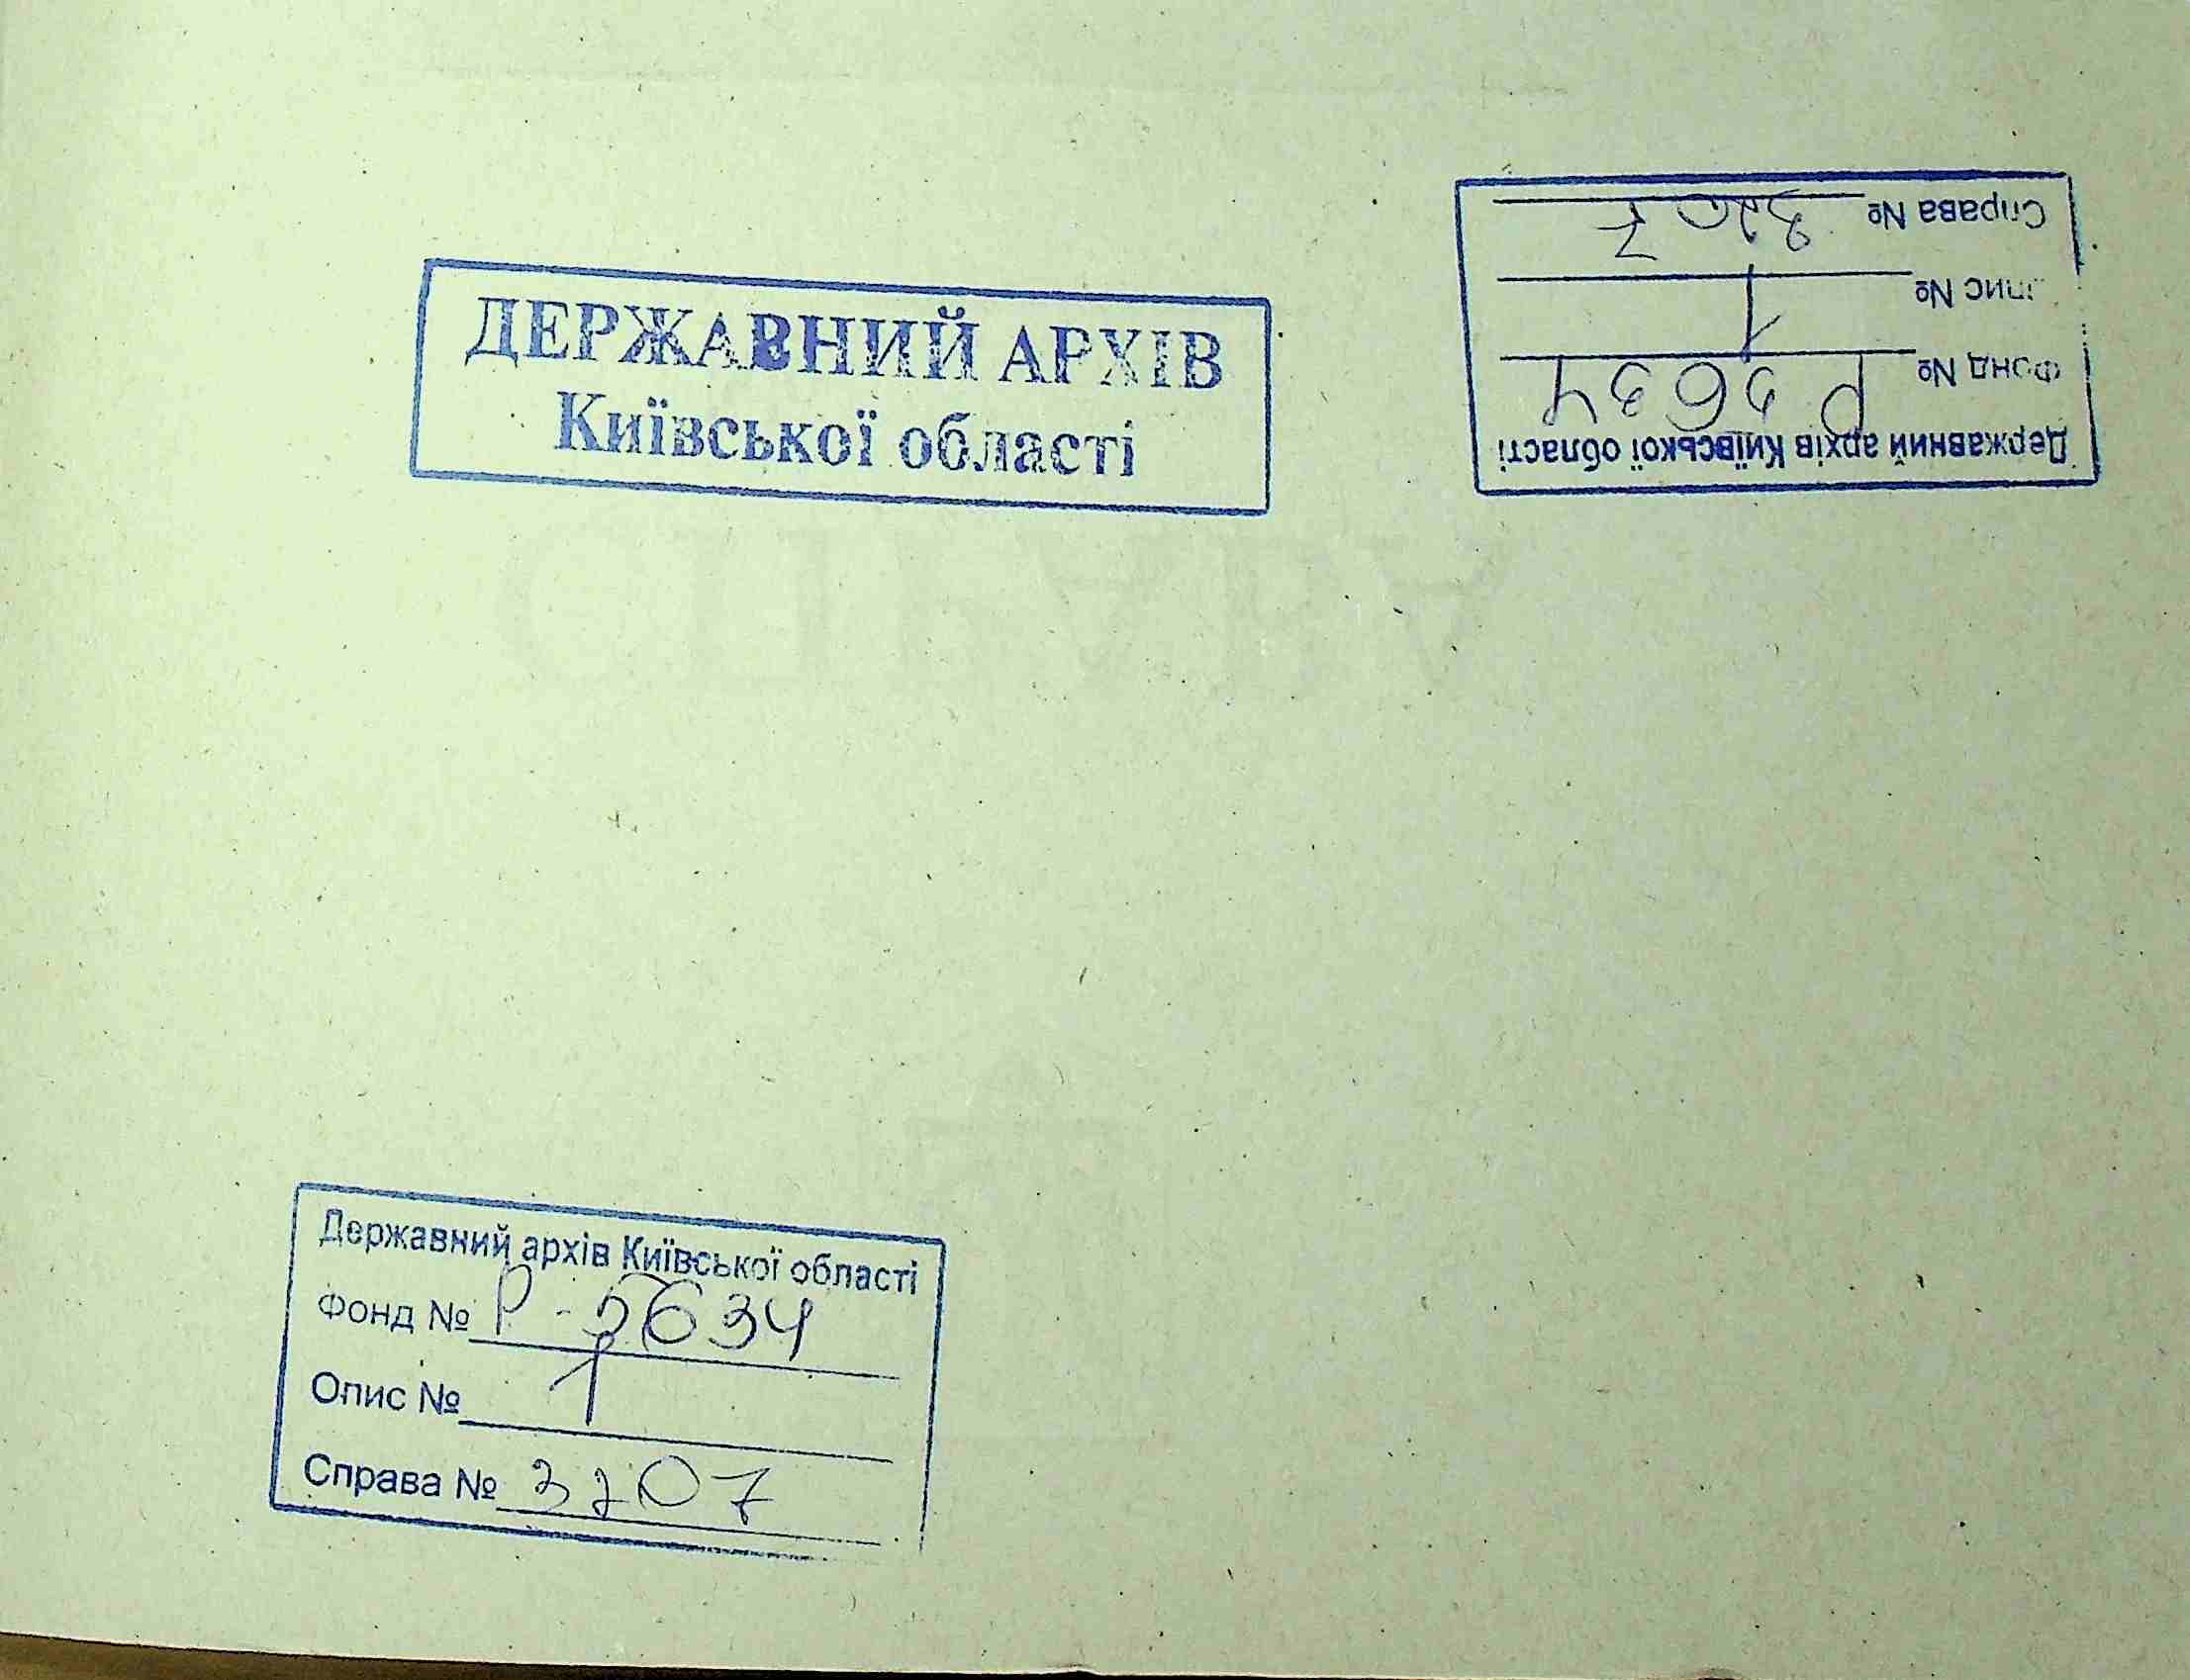 ДЕРЖАВНИЙ АРХІВ
Київської області
Державний архів Київської області
Фонд № Р 5634
Опис № 1
Справа № 3207
Державний архів Київської області
Фонд № Р-5634
Опис № 1
Справа № 3207